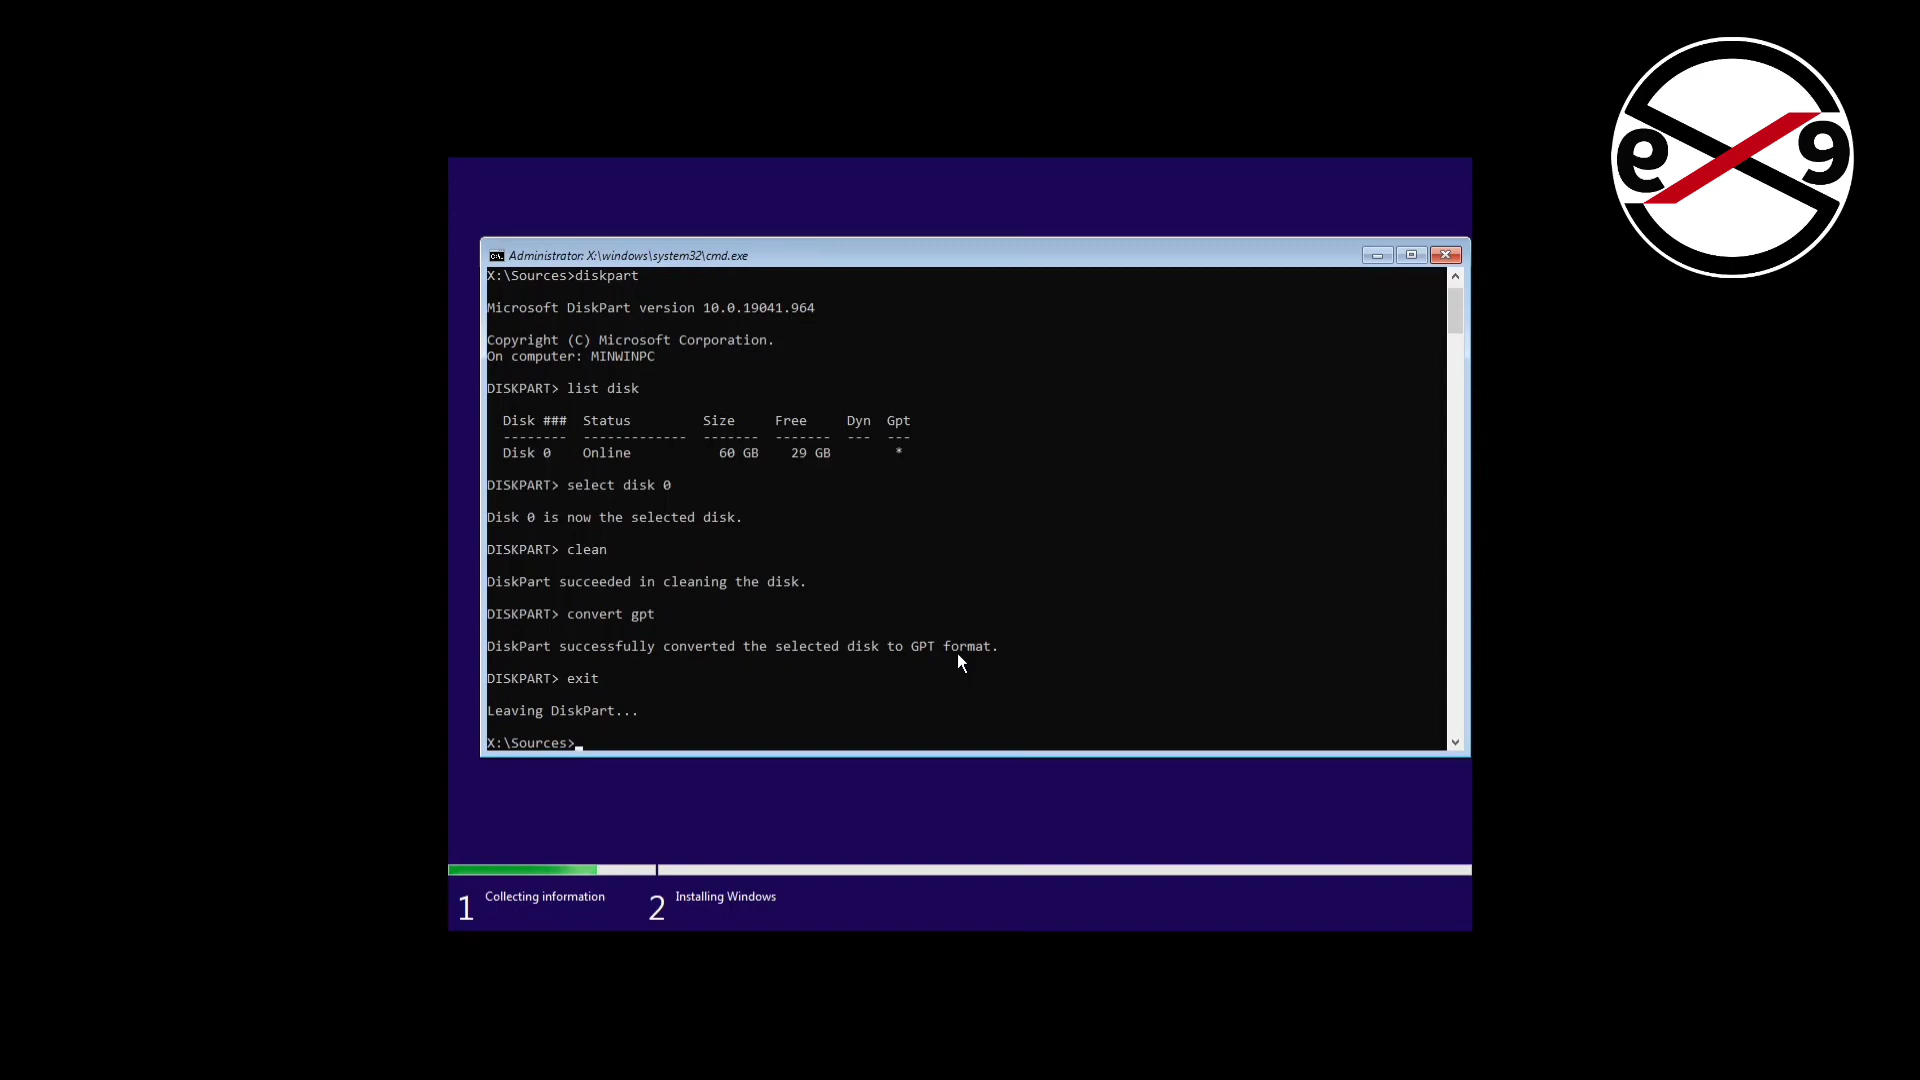 e 9
Administrator: X:\windows\system32\cmd.exe
X:\Sources>diskpart
Microsoft DiskPart version 10.0.19041.964
Copyright (C) Microsoft Corporation.
On computer: MINWINPC
DISKPART> list disk
Disk ### Status Size Free Dyn Gpt
-------- ------------- ------- ------- --- ---
Disk 0 Online 60 GB 29 GB *
DISKPART> select disk 0
Disk 0 is now the selected disk.
DISKPART> clean
DiskPart succeeded in cleaning the disk.
DISKPART> convert gpt
DiskPart successfully converted the selected disk to GPT format.
DISKPART> exit
Leaving DiskPart...
X:\Sources>
1 Collecting information 2 Installing Windows